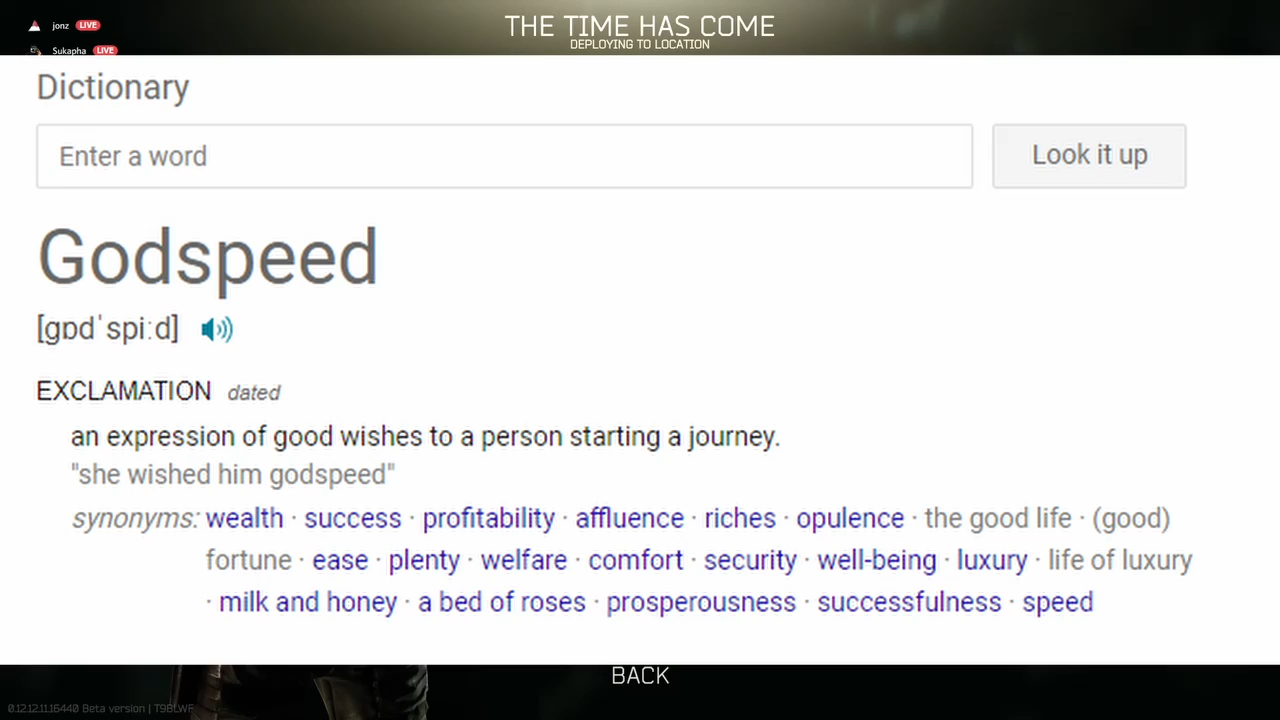 jonz LIVE
Sukapha LIVE
THE TIME HAS COME
DEPLOYING TO LOCATION
Dictionary
Enter a word
Look it up
Godspeed
[ɡɒdˈspiːd]
EXCLAMATION dated
an expression of good wishes to a person starting a journey.
"she wished him godspeed"
synonyms: wealth · success · profitability · affluence · riches · opulence · the good life · (good)
fortune · ease · plenty · welfare · comfort · security · well-being · luxury · life of luxury
· milk and honey · a bed of roses · prosperousness · successfulness · speed
BACK
0.12.12.11.16440 Beta version |